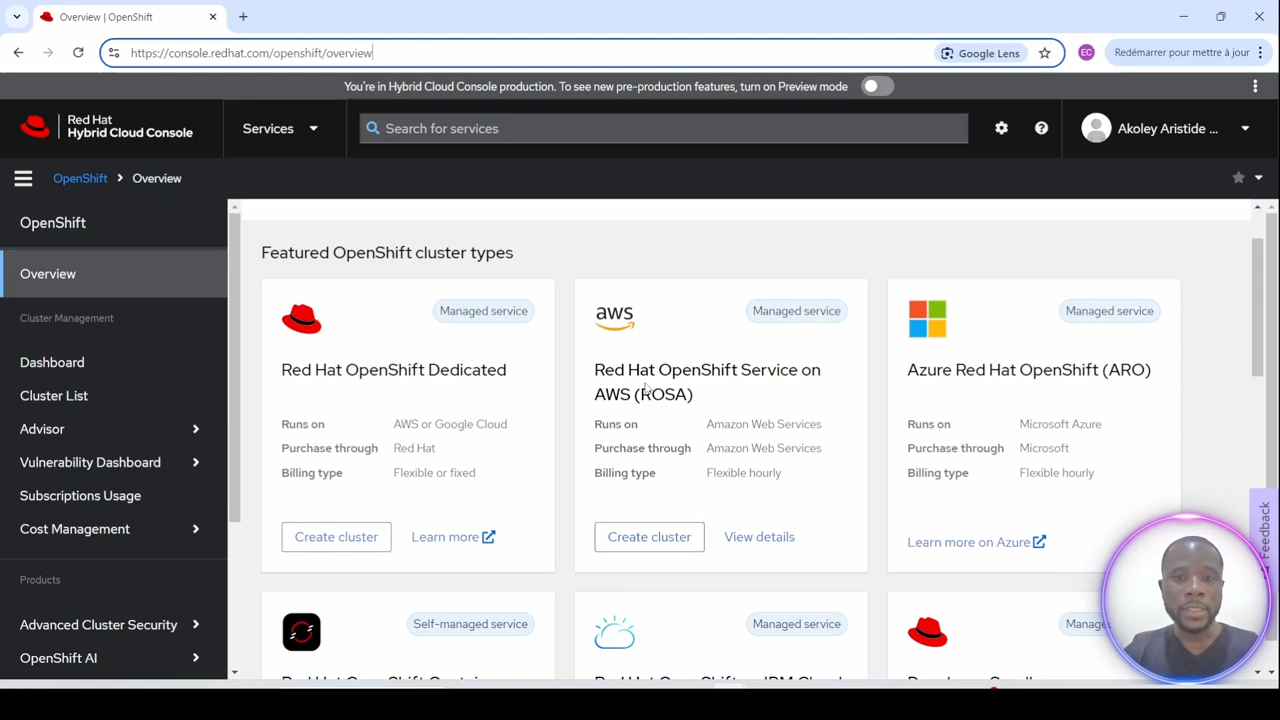 Overview | OpenShift
https://console.redhat.com/openshift/overview
Google Lens
EC
Redémarrer pour mettre à jour
You're in Hybrid Cloud Console production. To see new pre-production features, turn on Preview mode
Red Hat
Hybrid Cloud Console
Services
Search for services
Akoley Aristide ...
OpenShift
Overview
OpenShift
Overview
Cluster Management
Dashboard
Cluster List
Advisor
Vulnerability Dashboard
Subscriptions Usage
Cost Management
Products
Advanced Cluster Security
OpenShift AI
Featured OpenShift cluster types
Managed service
Red Hat OpenShift Dedicated
Runs on AWS or Google Cloud
Purchase through Red Hat
Billing type Flexible or fixed
Create cluster Learn more
aws
Managed service
Red Hat OpenShift Service on
AWS (ROSA)
Runs on Amazon Web Services
Purchase through Amazon Web Services
Billing type Flexible hourly
Create cluster View details
Managed service
Azure Red Hat OpenShift (ARO)
Runs on Microsoft Azure
Purchase through Microsoft
Billing type Flexible hourly
Learn more on Azure
Self-managed service
Managed service
Feedback